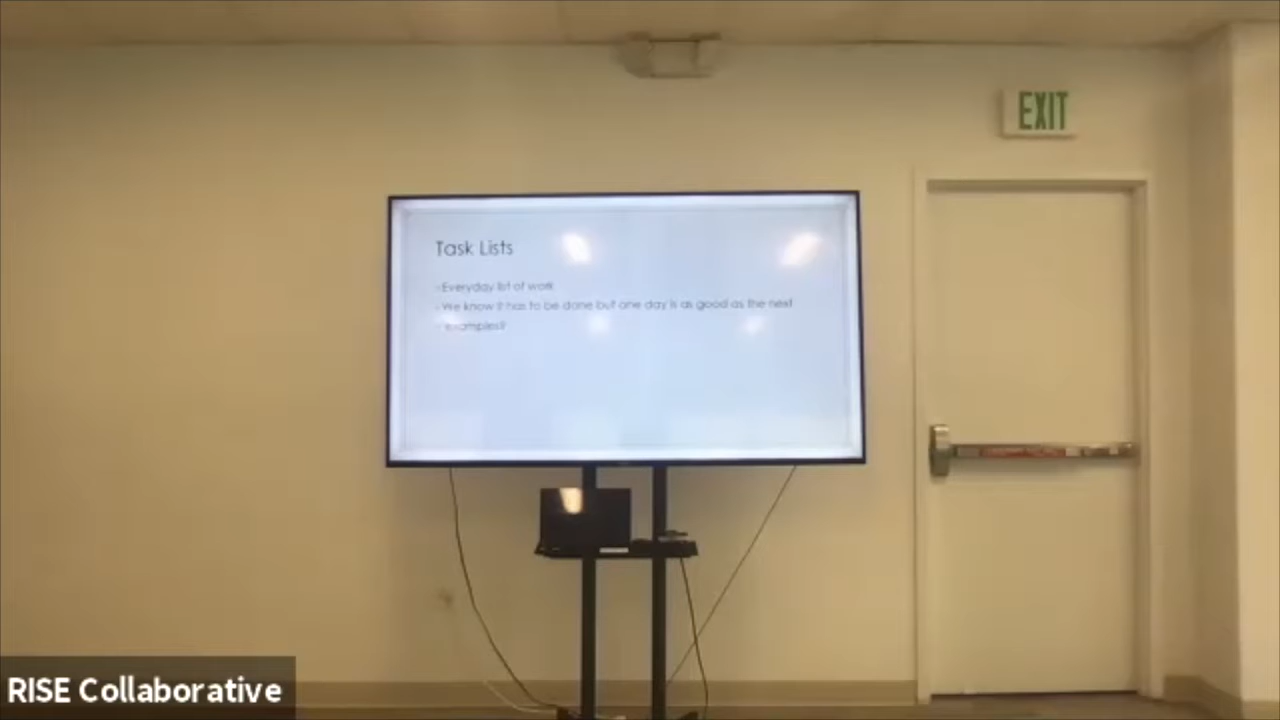 EXIT
Task Lists
- Everyday list of work
- We know it has to be done but one day is as good as the next
- examples?
RISE Collaborative